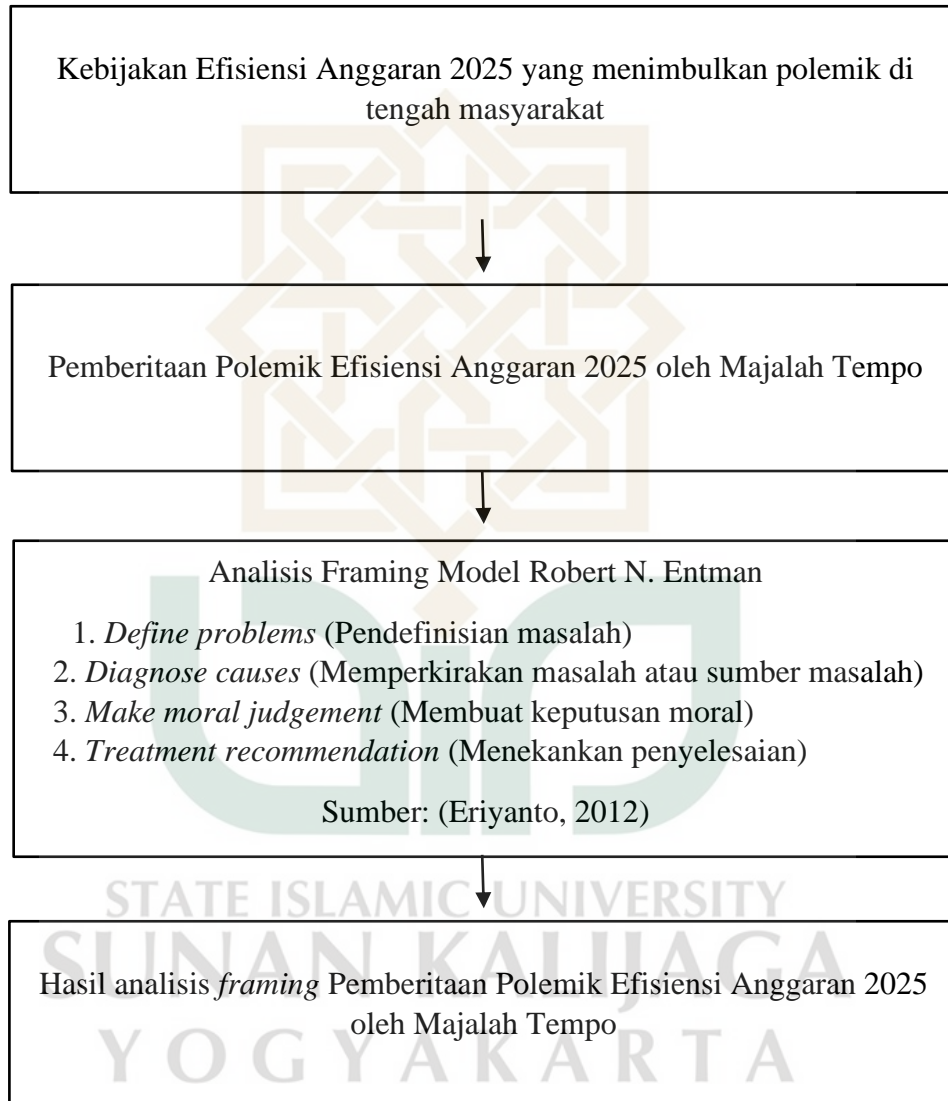 Kebijakan Efisiensi Anggaran 2025 yang menimbulkan polemik di
tengah masyarakat
Pemberitaan Polemik Efisiensi Anggaran 2025 oleh Majalah Tempo
Analisis Framing Model Robert N. Entman
1. Define problems (Pendefinisian masalah)
2. Diagnose causes (Memperkirakan masalah atau sumber masalah)
3. Make moral judgement (Membuat keputusan moral)
4. Treatment recommendation (Menekankan penyelesaian)
Sumber: (Eriyanto, 2012)
STATE ISLAMIC UNIVERSITY
SUNAN KALIJAGA
Hasil analisis framing Pemberitaan Polemik Efisiensi Anggaran 2025
oleh Majalah Tempo
YOGYAKARTA